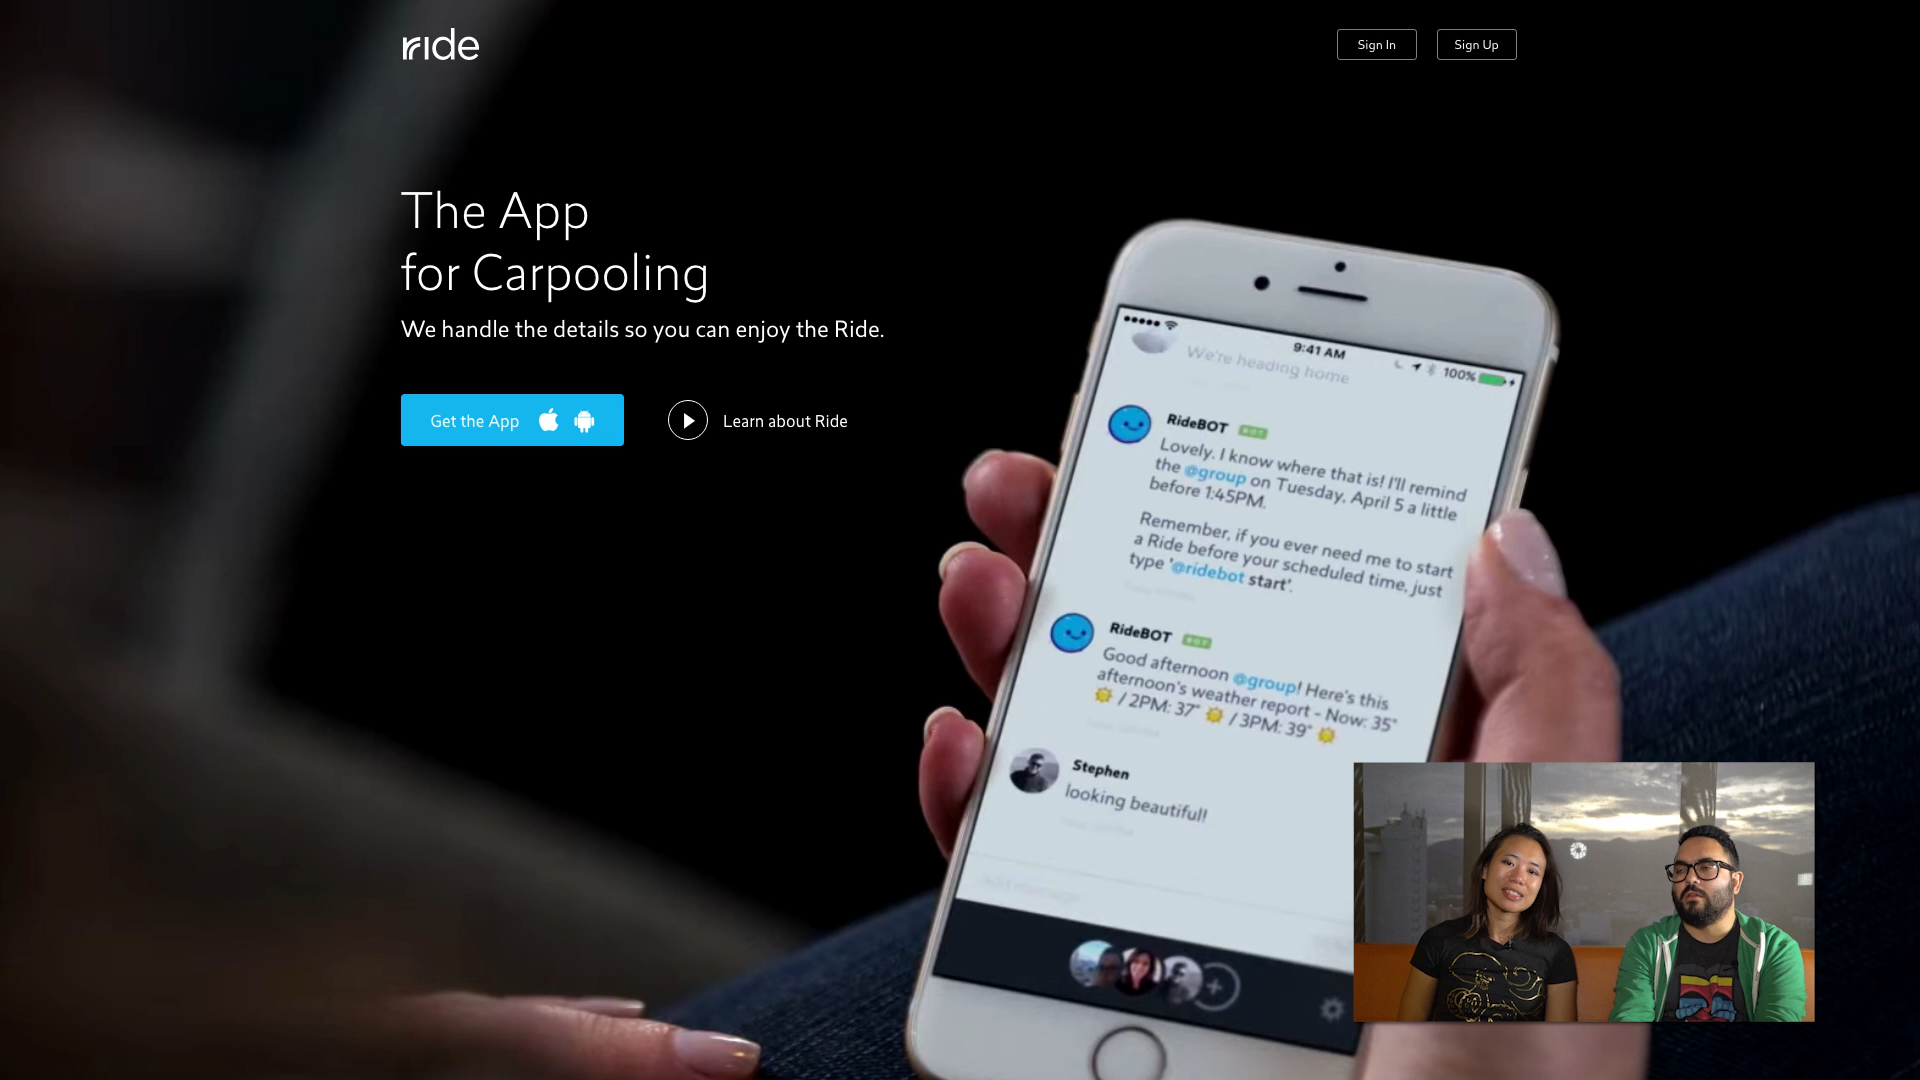 ride
Sign In
Sign Up
The App
for Carpooling
We handle the details so you can enjoy the Ride.
Get the App
Learn about Ride
9:41 AM
100%
We're heading home
RideBOT BOT
Lovely. I know where that is! I'll remind
the @group on Tuesday, April 5 a little
before 1:45PM.
Remember, if you ever need me to start
a Ride before your scheduled time, just
type '@ridebot start'.
RideBOT BOT
Good afternoon @group! Here's this
afternoon's weather report - Now: 35°
/ 2PM: 37° / 3PM: 39°
Stephen
looking beautiful!
add message